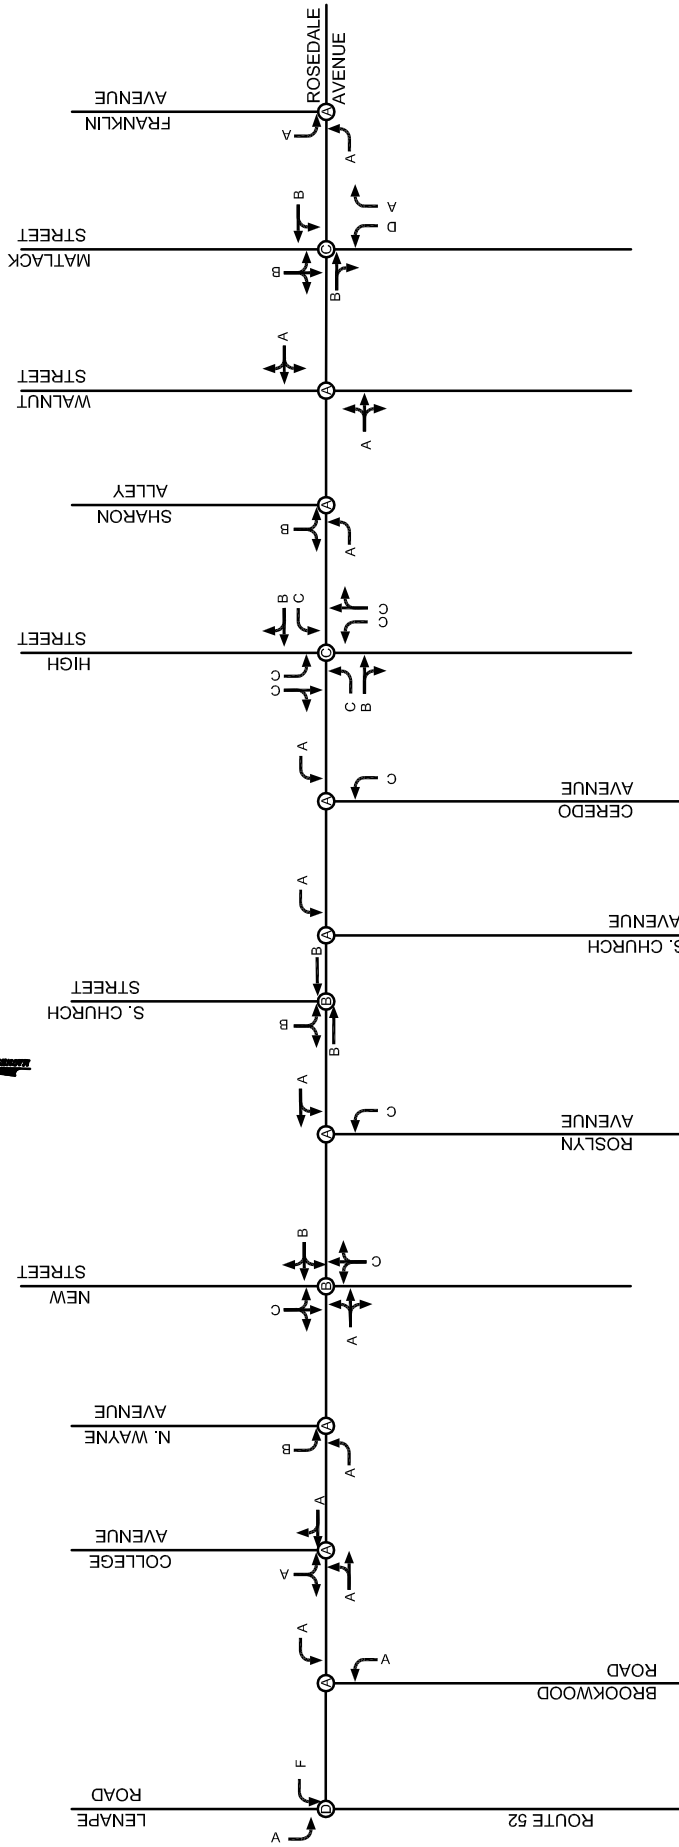 ROSEDALE
AVENUE
FRANKLIN
AVENUE
A
A
A
B
A
D
MATLACK
STREET
C
B
B
A
WALNUT
STREET
A
A
SHARON
ALLEY
A
B
A
B
C
C
C
HIGH
STREET
C
C
C
C
B
A
C
A
CEREDO
AVENUE
A
A
S. CHURCH
AVENUE
B
S. CHURCH
STREET
B
B
B
A
C
A
ROSLYN
AVENUE
B
C
NEW
STREET
B
C
A
N. WAYNE
AVENUE
A
B
A
A
COLLEGE
AVENUE
A
A
A
A
A
A
BROOKWOOD
ROAD
F
LENAPE
ROAD
D
ROUTE 52
A